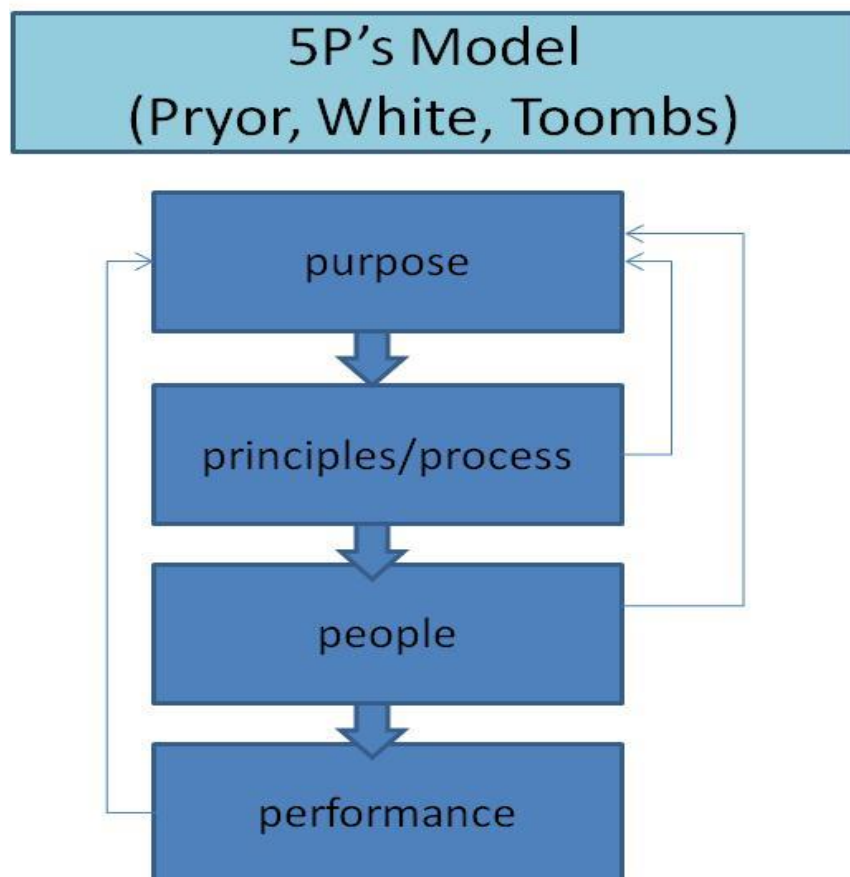 5P’s Model
(Pryor, White, Toombs)
purpose
principles/process
people
performance